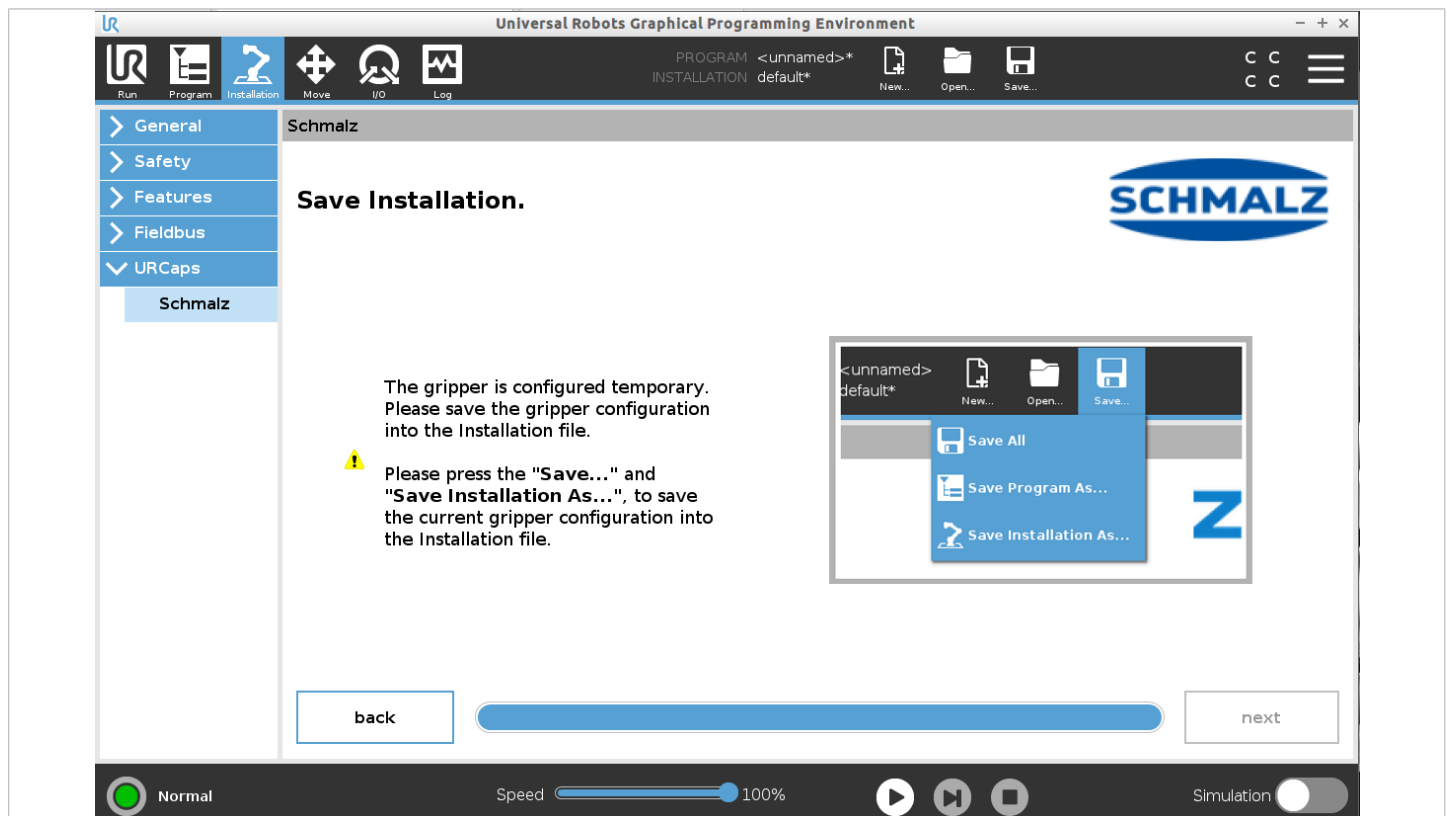 Universal Robots Graphical Programming Environment
PROGRAM <unnamed>*
INSTALLATION default*
Run Program Installation Move I/O Log New... Open... Save...
C C
C C
General
Safety
Features
Fieldbus
URCaps
Schmalz
Schmalz
Save Installation.
SCHMALZ
The gripper is configured temporary.
Please save the gripper configuration
into the Installation file.
Please press the "Save..." and
"Save Installation As...", to save
the current gripper configuration into
the Installation file.
<unnamed>
default*
New... Open... Save...
Save All
Save Program As...
Save Installation As...
Z
back
next
Normal
Speed 100%
Simulation